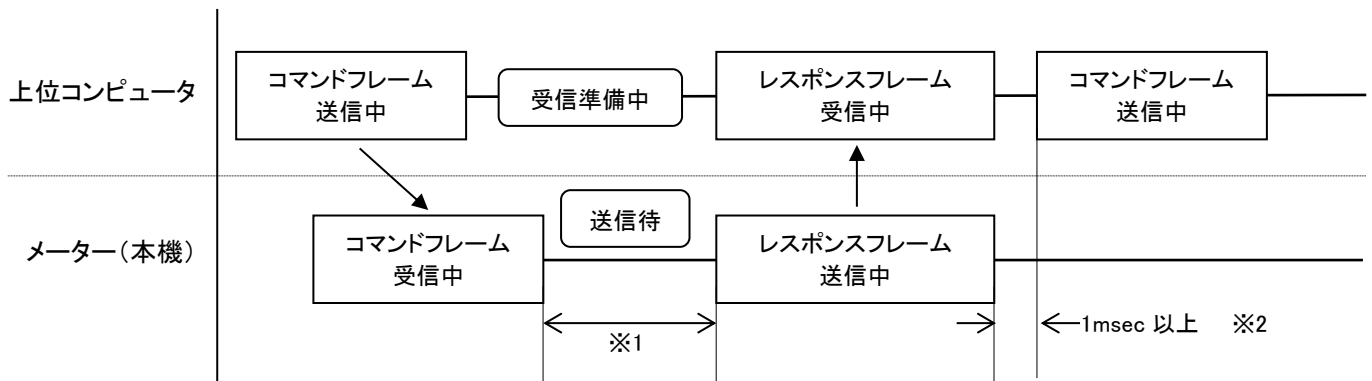 上位コンピュータ
コマンドフレーム
送信中
受信準備中
レスポンスフレーム
受信中
コマンドフレーム
送信中
メーター(本機)
コマンドフレーム
受信中
送信待
レスポンスフレーム
送信中
※1
1msec 以上 ※2